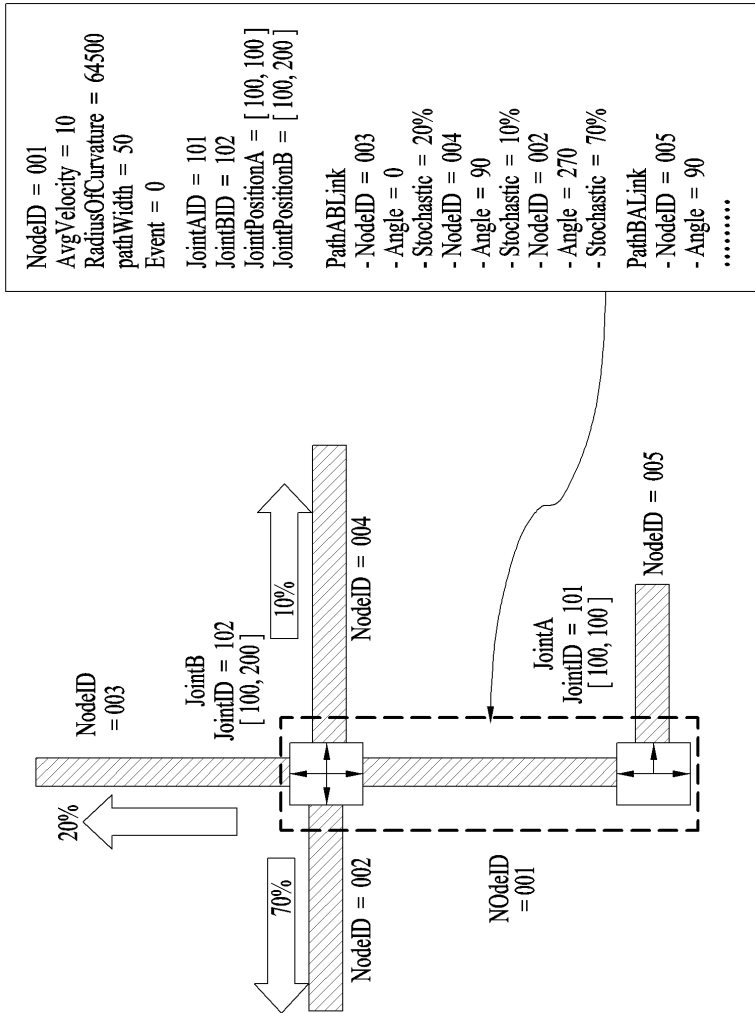 NodeID
= 003
20%
JointB
JointID = 102
[ 100, 200 ]
70%
10%
NodeID = 002
NodeID = 004
NOdeID
= 001
JointA
JointID = 101
[ 100, 100 ]
NodeID = 005
NodeID = 001
AvgVelocity = 10
RadiusOfCurvature = 64500
pathWidth = 50
Event = 0
JointAID = 101
JointBID = 102
JointPositionA = [ 100, 100 ]
JointPositionB = [ 100, 200 ]
PathABLink
- NodeID = 003
- Angle = 0
- Stochastic = 20%
- NodeID = 004
- Angle = 90
- Stochastic = 10%
- NodeID = 002
- Angle = 270
- Stochastic = 70%
PathBALink
- NodeID = 005
- Angle = 90
.........